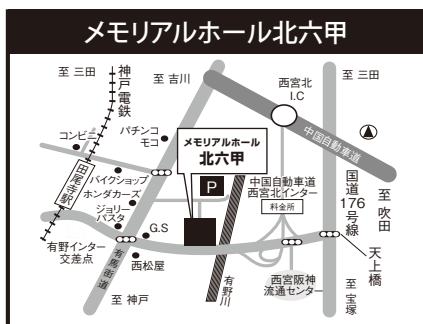 メモリアルホール北六甲
至 三田
神戸電鉄
至 吉川
西宮北
I.C
至 三田
中国自動車道
コンビニ
パチンコ
モコ
メモリアルホール
北六甲
P
田尾寺駅
バイクショップ
ホンダカーズ
ジョリー
パスタ
中国自動車道
西宮北インター
料金所
国道176号線
至 吹田
有野インター
交差点
G.S
西松屋
有馬街道
有野川
西宮阪神
流通センター
天上橋
至 神戸
至 宝塚